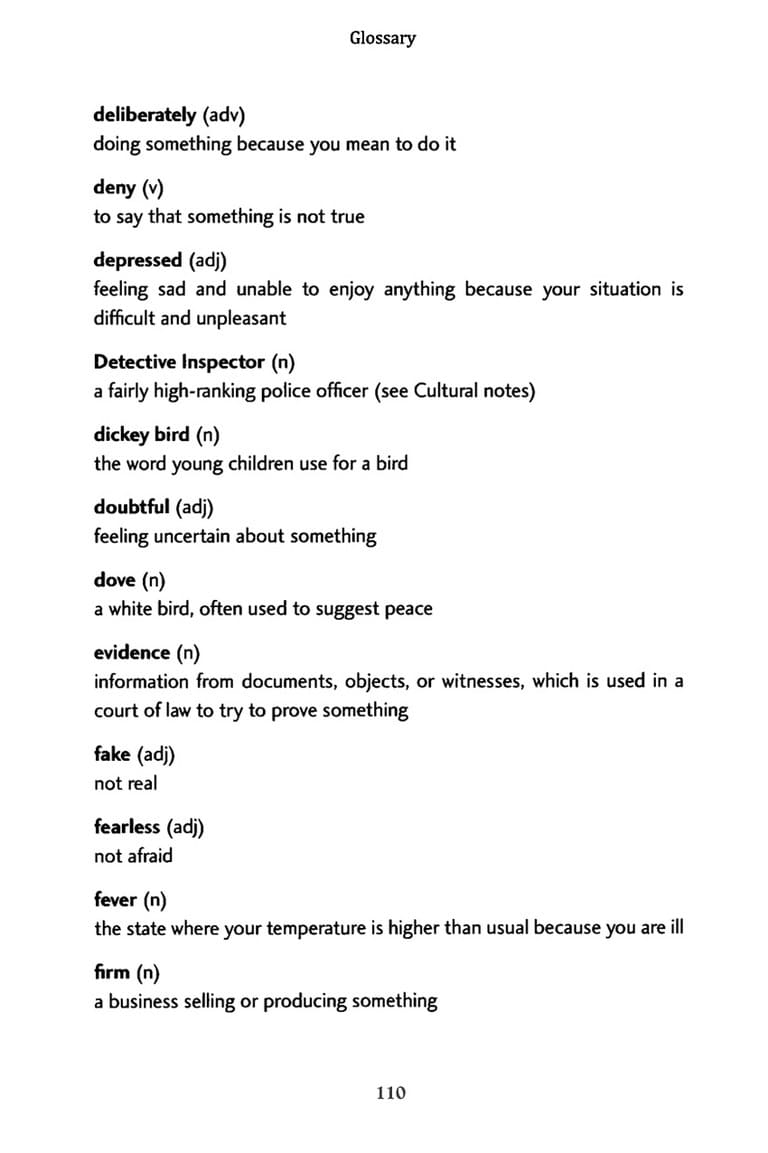 Glossary
deliberately (adv)
doing something because you mean to do it
deny (v)
to say that something is not true
depressed (adj)
feeling sad and unable to enjoy anything because your situation is
difficult and unpleasant
Detective Inspector (n)
a fairly high-ranking police officer (see Cultural notes)
dickey bird (n)
the word young children use for a bird
doubtful (adj)
feeling uncertain about something
dove (n)
a white bird, often used to suggest peace
evidence (n)
information from documents, objects, or witnesses, which is used in a
court of law to try to prove something
fake (adj)
not real
fearless (adj)
not afraid
fever (n)
the state where your temperature is higher than usual because you are ill
firm (n)
a business selling or producing something
110